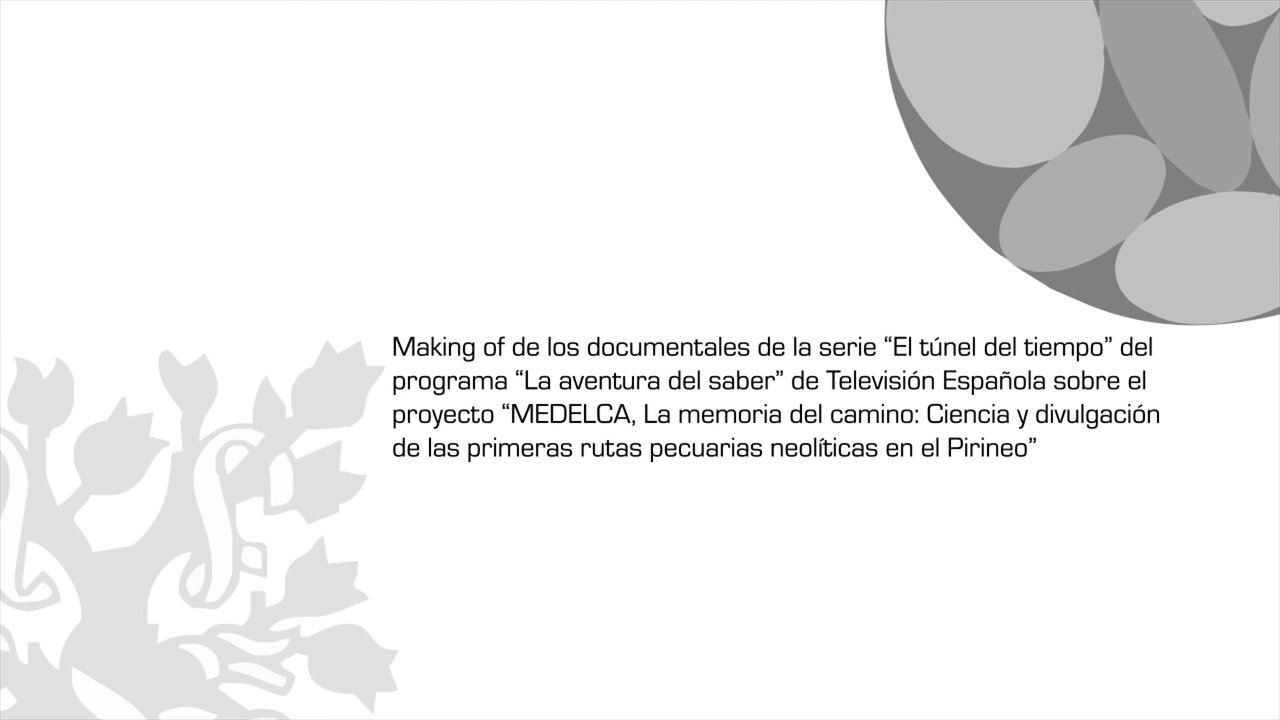 Making of de los documentales de la serie “El túnel del tiempo” del
programa “La aventura del saber” de Televisión Española sobre el
proyecto “MEDELCA, La memoria del camino: Ciencia y divulgación
de las primeras rutas pecuarias neolíticas en el Pirineo”